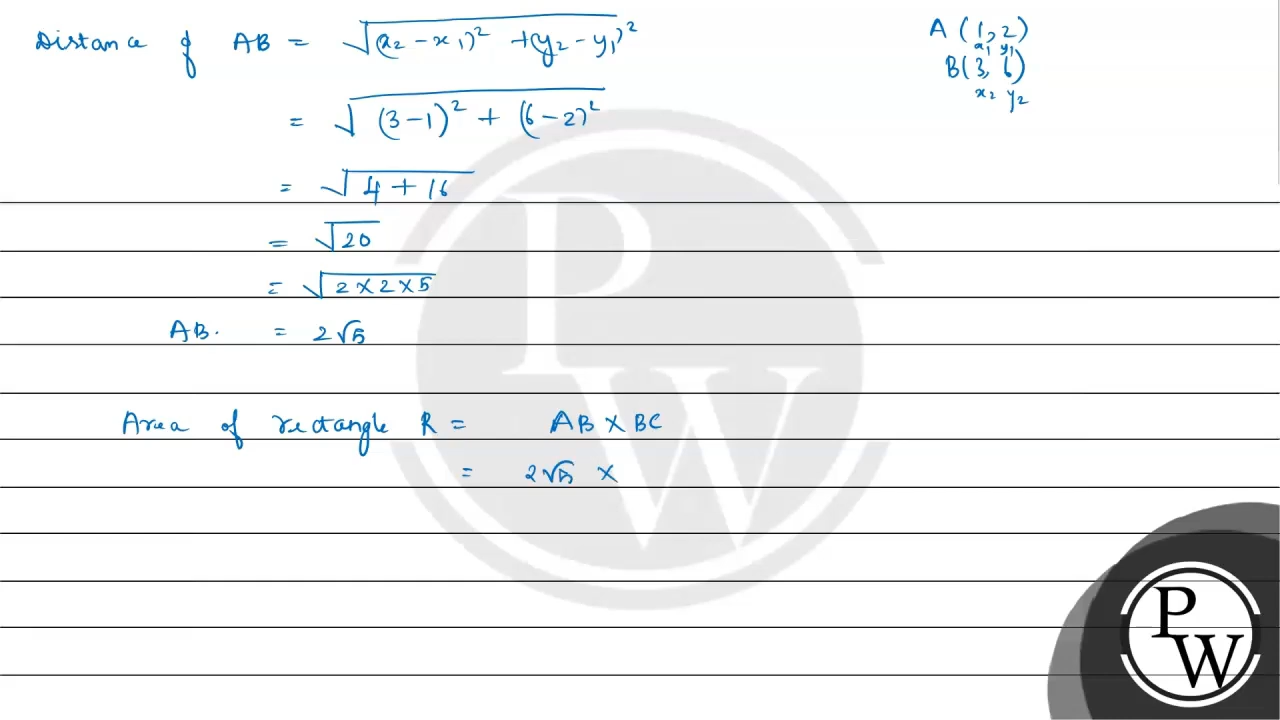 Distance of AB = √(x₂ - x₁)² + (y₂ - y₁)²
A (1, 2)
x₁ y₁
B(3, 6)
x₂ y₂
= √(3-1)² + (6-2)²
= √4 + 16
= √20
= √2×2×5
AB. = 2√5
Area of rectangle R = AB × BC
= 2√5 ×
PW
PW